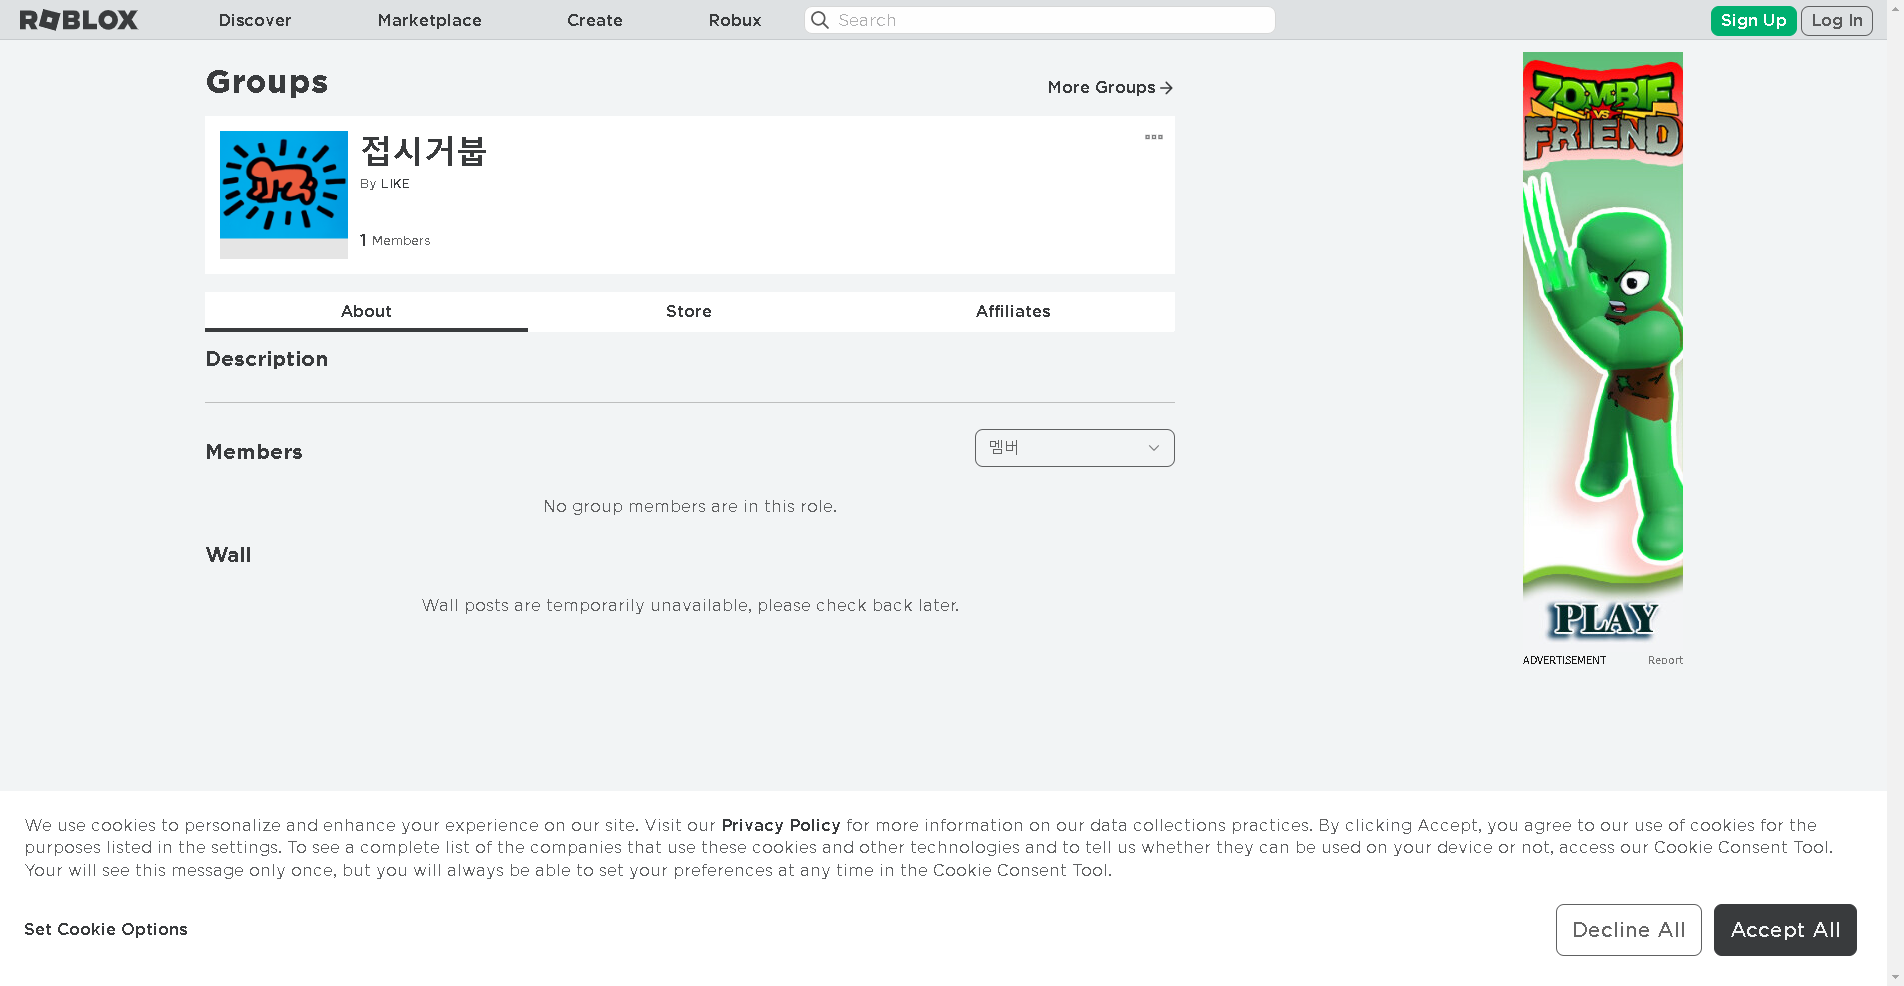 ROBLOX
Discover
Marketplace
Create
Robux
Search
Sign Up
Log In
Groups
More Groups
접시거붊
By LIKE
1 Members
About
Store
Affiliates
Description
Members
멤버
No group members are in this role.
Wall
Wall posts are temporarily unavailable, please check back later.
ZOMBIE
VS
FRIEND
PLAY
ADVERTISEMENT
Report
We use cookies to personalize and enhance your experience on our site. Visit our Privacy Policy for more information on our data collections practices. By clicking Accept, you agree to our use of cookies for the
purposes listed in the settings. To see a complete list of the companies that use these cookies and other technologies and to tell us whether they can be used on your device or not, access our Cookie Consent Tool.
Your will see this message only once, but you will always be able to set your preferences at any time in the Cookie Consent Tool.
Set Cookie Options
Decline All
Accept All